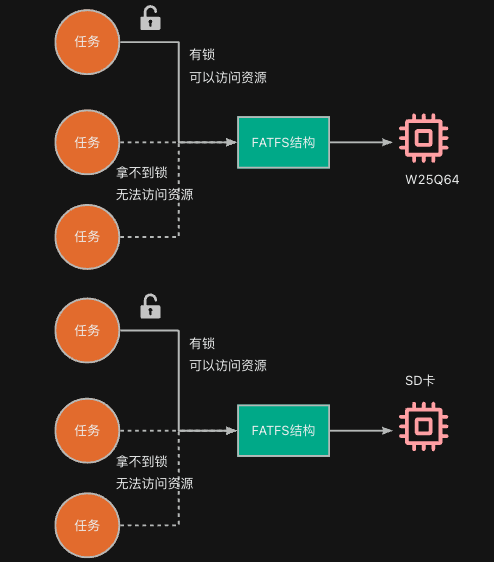 任务
有锁
可以访问资源
任务
FATFS结构
W25Q64
拿不到锁
无法访问资源
任务
任务
有锁
可以访问资源
SD卡
任务
FATFS结构
拿不到锁
无法访问资源
任务